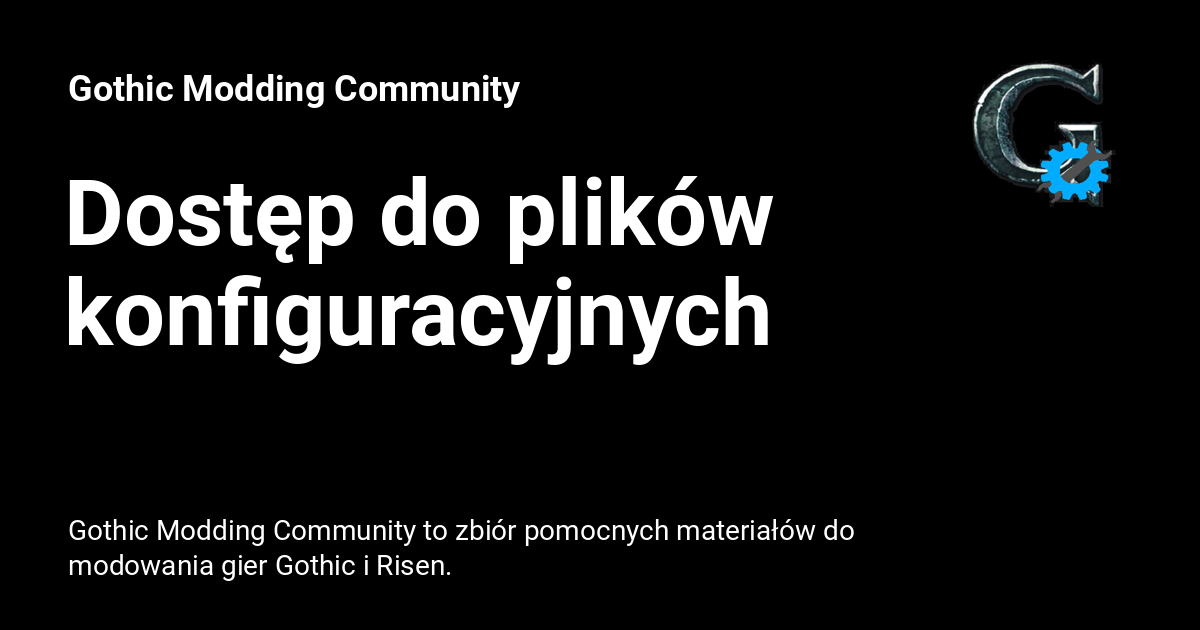 Gothic Modding Community
Dostęp do plików
konfiguracyjnych
Gothic Modding Community to zbiór pomocnych materiałów do
modowania gier Gothic i Risen.